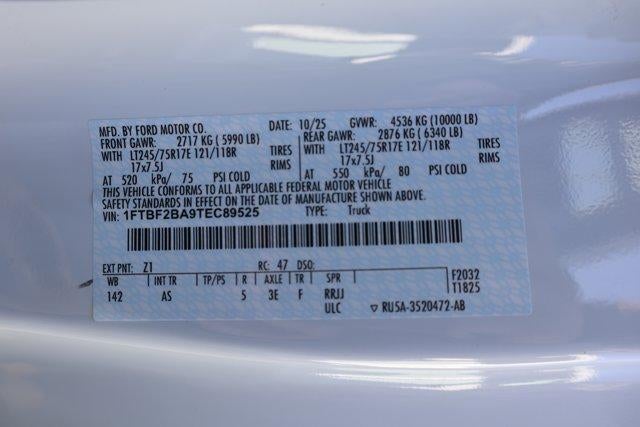 MFD. BY FORD MOTOR CO. DATE: 10/25 GVWR: 4536 KG (10000 LB)
FRONT GAWR: 2717 KG (5990 LB) REAR GAWR: 2876 KG (6340 LB)
WITH LT245/75R17E 121/118R TIRES WITH LT245/75R17E 121/118R TIRES
17x7.5J RIMS 17x7.5J RIMS
AT 520 kPa/ 75 PSI COLD AT 550 kPa/ 80 PSI COLD
THIS VEHICLE CONFORMS TO ALL APPLICABLE FEDERAL MOTOR VEHICLE
SAFETY STANDARDS IN EFFECT ON THE DATE OF MANUFACTURE SHOWN ABOVE.
VIN: 1FTBF2BA9TEC89525 TYPE: Truck
EXT PNT: Z1 RC: 47 DSO:
WB INT TR TP/PS R AXLE TR SPR F2032
142 AS 5 3E F RRJJ T1825
ULC ▽ RU5A-3520472-AB